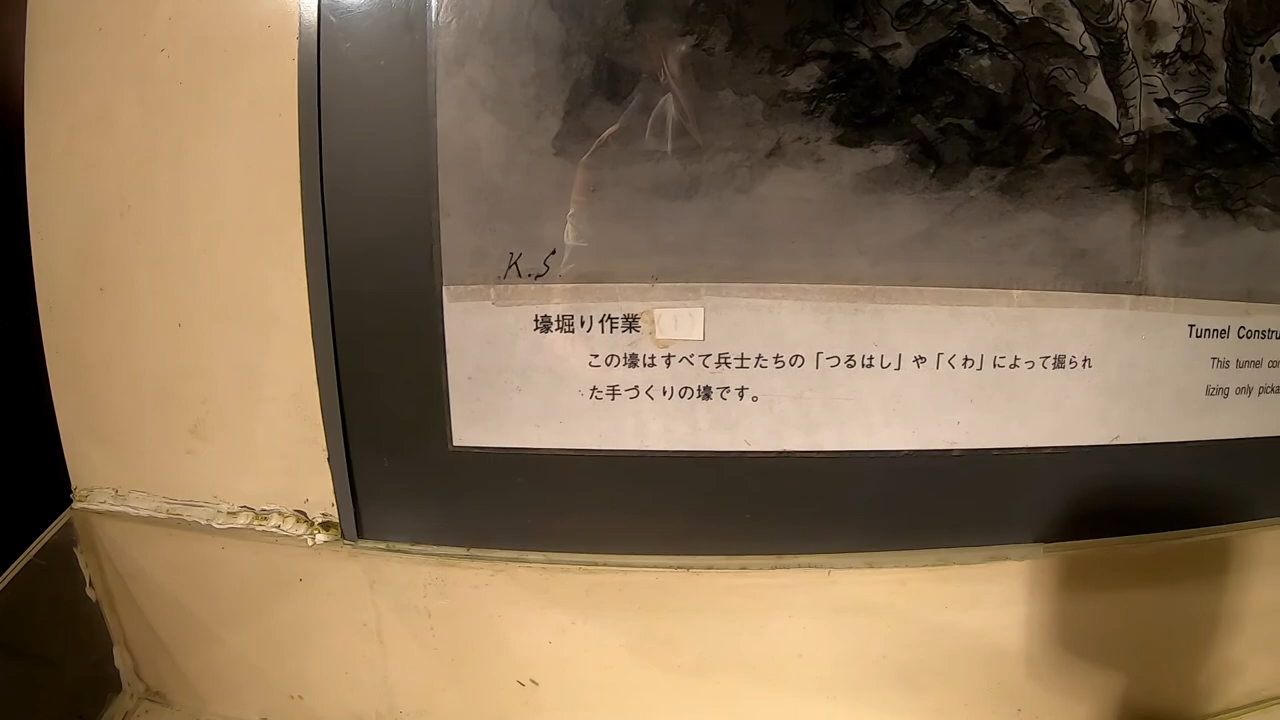 K.S.
壕堀り作業
この壕はすべて兵士たちの「つるはし」や「くわ」によって掘られ
た手づくりの壕です。
Tunnel Constru
This tunnel con
lizing only picka